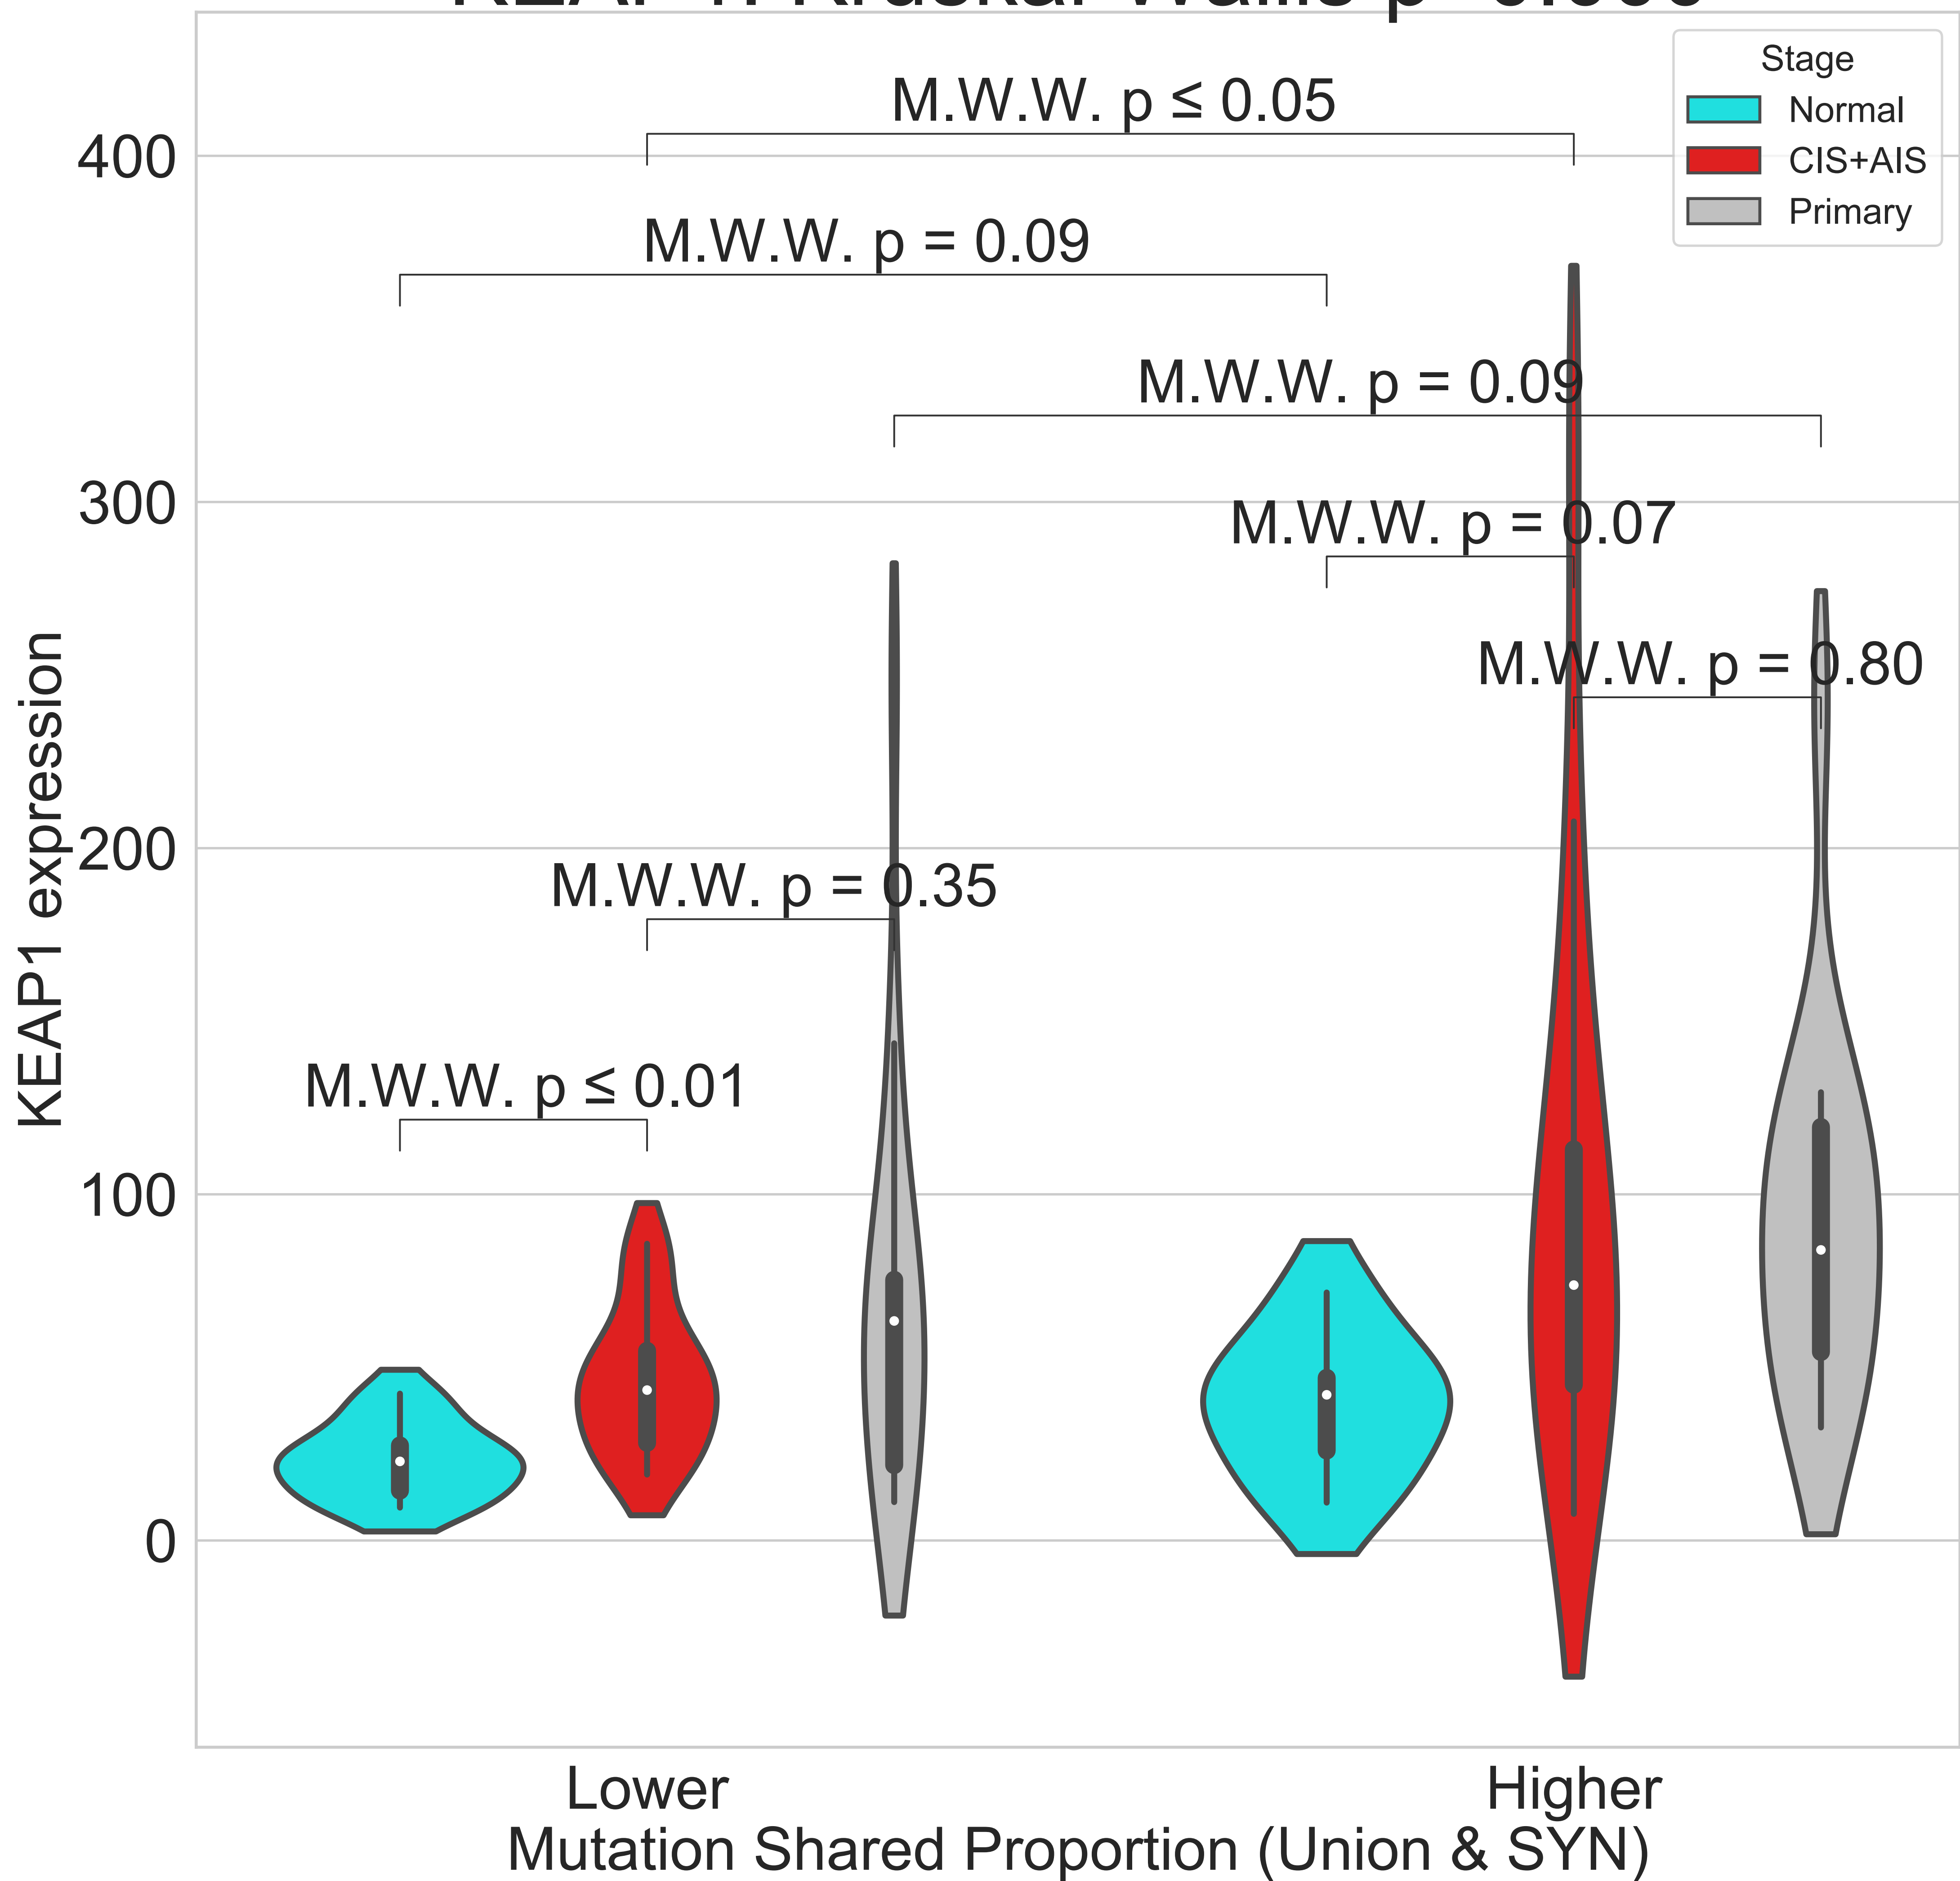 Stage
Normal
CIS+AIS
Primary
M.W.W. p ≤ 0.05
M.W.W. p = 0.09
M.W.W. p = 0.09
M.W.W. p = 0.07
M.W.W. p = 0.80
M.W.W. p = 0.35
M.W.W. p ≤ 0.01
400
300
200
100
0
KEAP1 expression
Lower
Higher
Mutation Shared Proportion (Union & SYN)